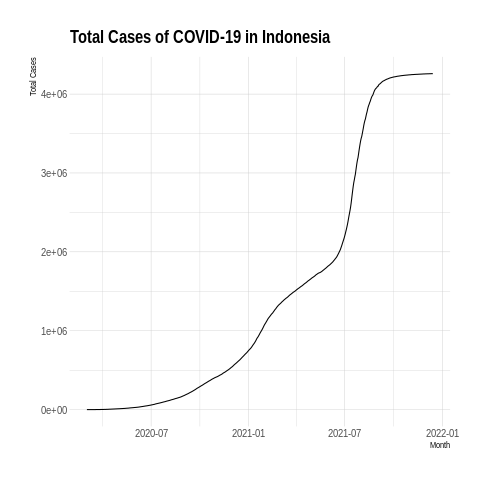 Total Cases of COVID-19 in Indonesia
Total Cases
4e+06
3e+06
2e+06
1e+06
0e+00
2020-07 2021-01 2021-07 2022-01
Month